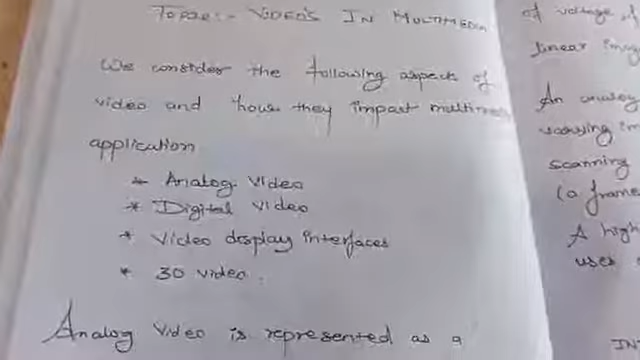 Topic:- VIDEO'S IN MULTIMEDIA
We consider the following aspects of
video and how they impact multimedia
application
* Analog video
* Digital video
* Video display interfaces
* 3D video.
Analog video is represented as a
of voltage
linear
An analog
varying
scanning
(a frame
A high
uses
IN